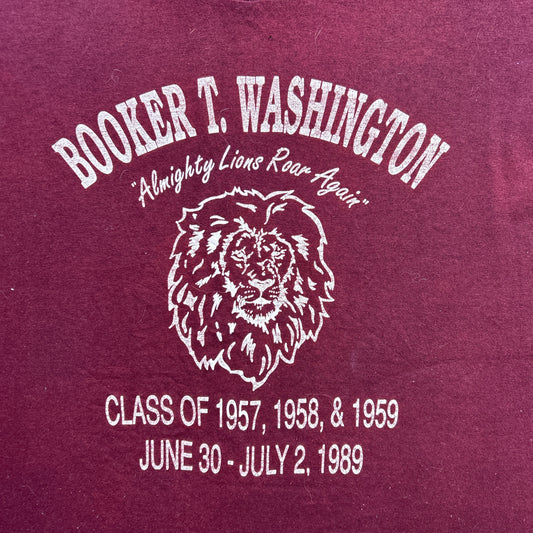 BOOKER T. WASHINGTON
"Almighty Lions Roar Again"
CLASS OF 1957, 1958, & 1959
JUNE 30 - JULY 2, 1989